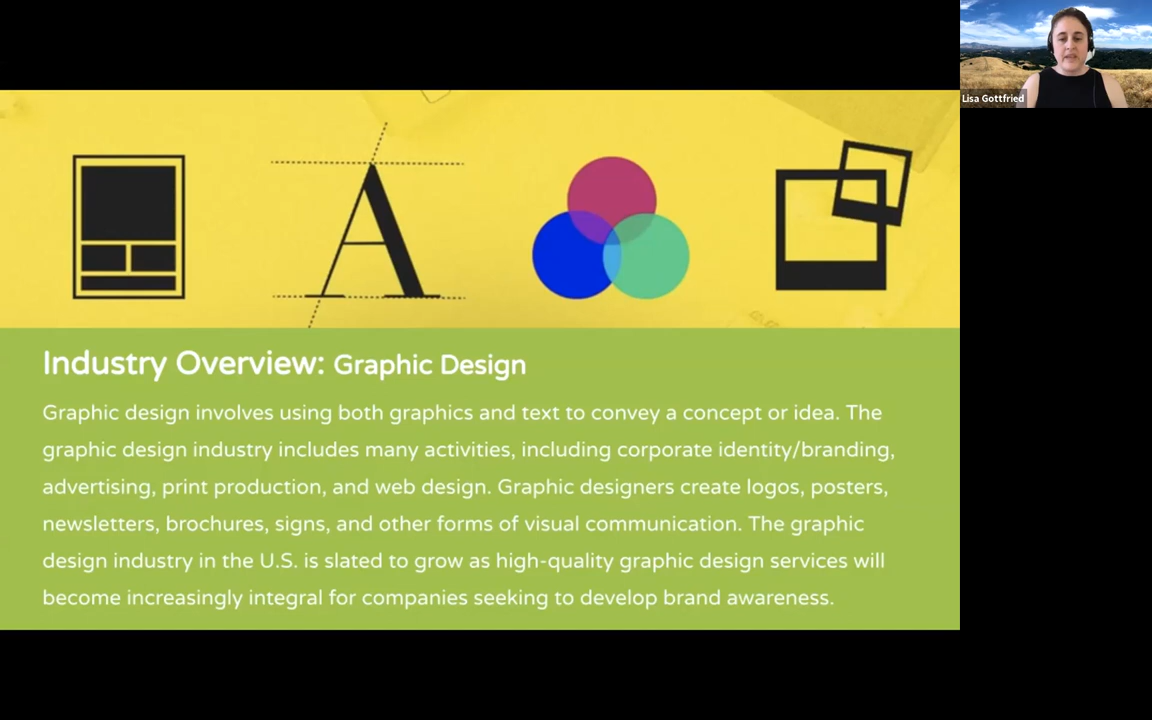 Lisa Gottfried
A
Industry Overview: Graphic Design
Graphic design involves using both graphics and text to convey a concept or idea. The
graphic design industry includes many activities, including corporate identity/branding,
advertising, print production, and web design. Graphic designers create logos, posters,
newsletters, brochures, signs, and other forms of visual communication. The graphic
design industry in the U.S. is slated to grow as high-quality graphic design services will
become increasingly integral for companies seeking to develop brand awareness.